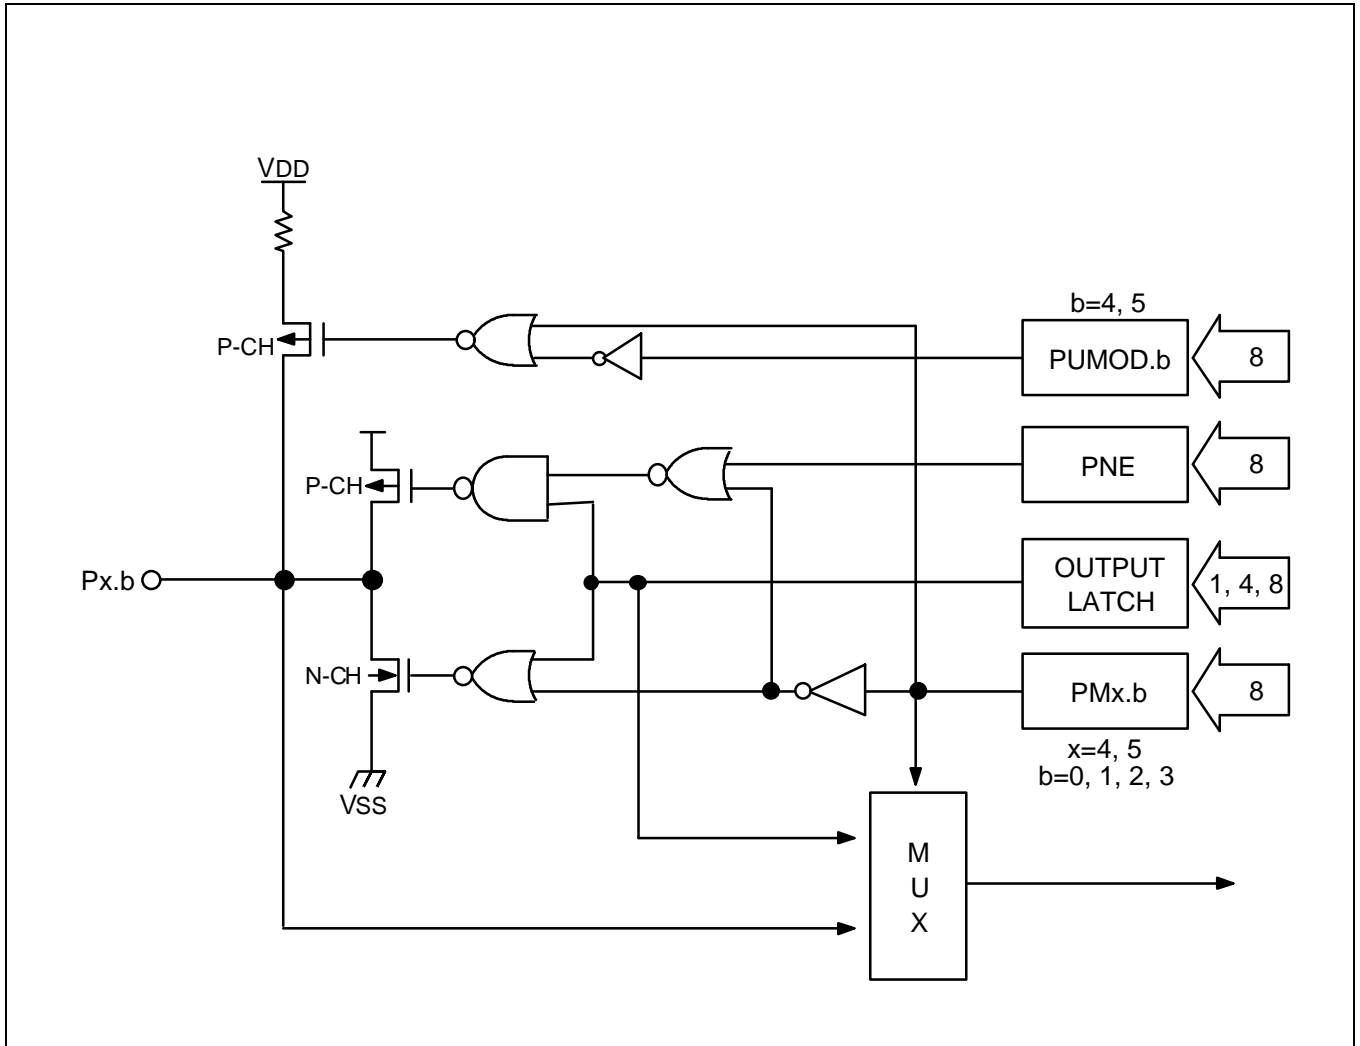 VDD
b=4, 5
P-CH
PUMOD.b
8
P-CH
PNE
8
Px.b
OUTPUT
LATCH
1, 4, 8
N-CH
PMx.b
8
x=4, 5
b=0, 1, 2, 3
VSS
M
U
X